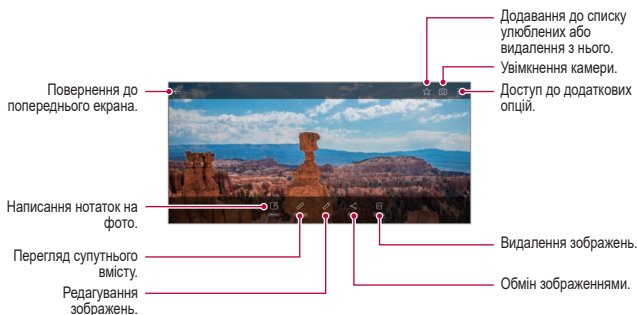 Додавання до списку
улюблених або
видалення з нього.
Увімкнення камери.
Доступ до додаткових
опцій.
Повернення до
попереднього екрана.
Написання нотаток на
фото.
Перегляд супутнього
вмісту.
Редагування
зображень.
Видалення зображень.
Обмін зображеннями.